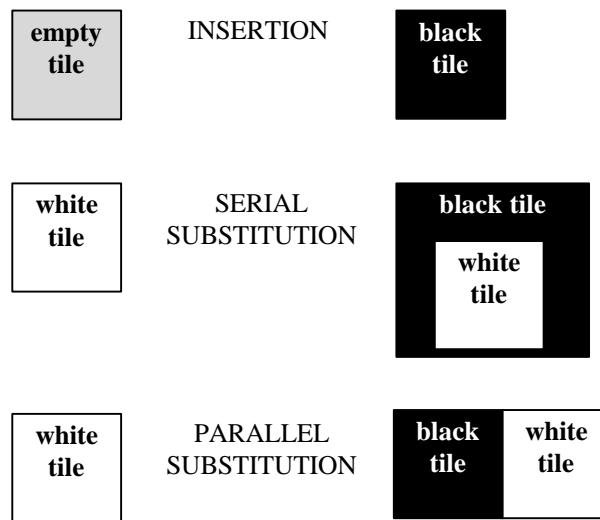 empty
tile
INSERTION
black
tile
white
tile
SERIAL
SUBSTITUTION
black tile
white
tile
white
tile
PARALLEL
SUBSTITUTION
black
tile
white
tile